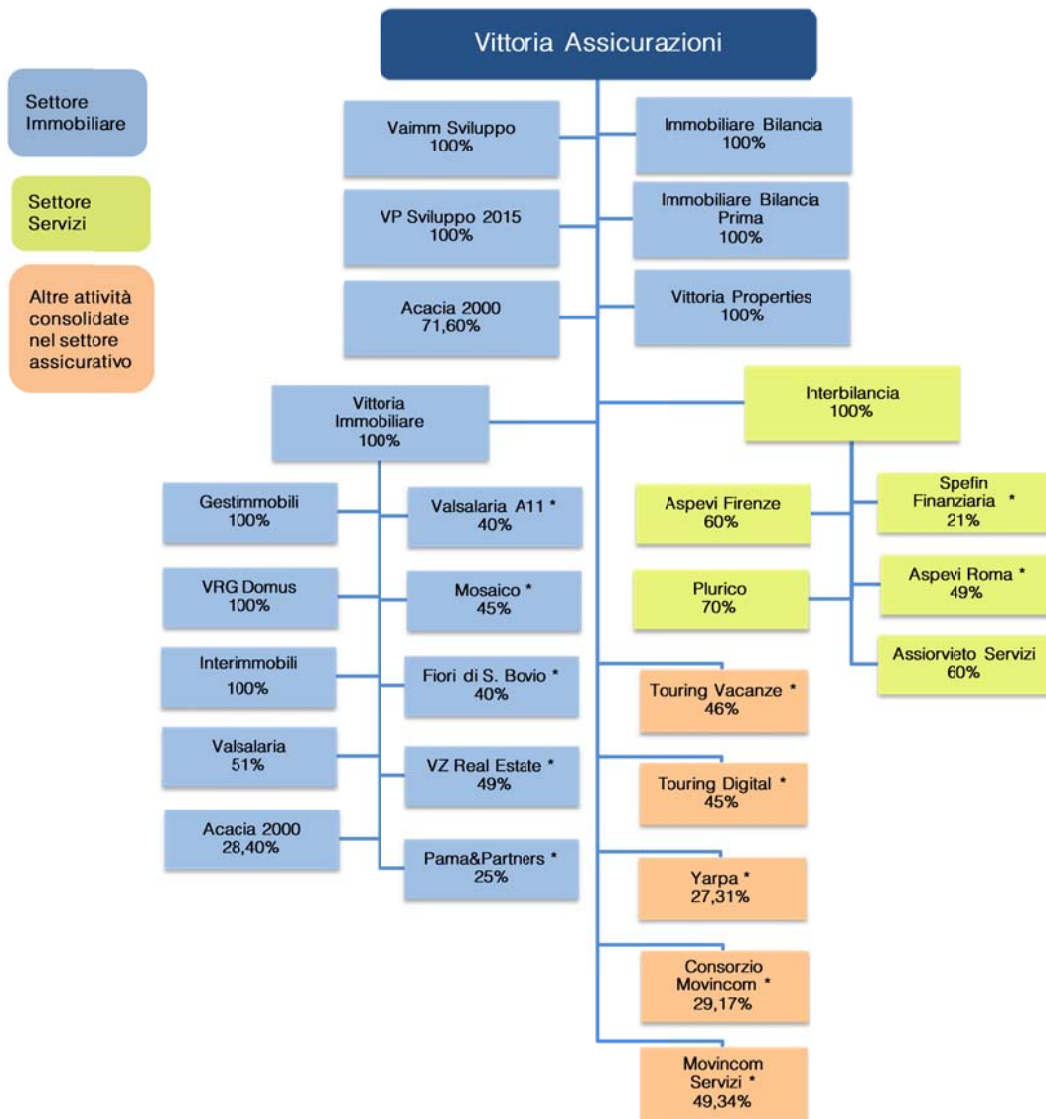 Vittoria Assicurazioni
Settore
Immobiliare
Settore
Servizi
Altre attività
consolidate
nel settore
assicurativo
Vaimm Sviluppo
100%
Immobiliare Bilancia
100%
VP Sviluppo 2015
100%
Immobiliare Bilancia
Prima
100%
Acacia 2000
71,60%
Vittoria Properties
100%
Vittoria
Immobiliare
100%
Interbilancia
100%
Gestimmobili
100%
Valsalaria A11 *
40%
VRG Domus
100%
Mosaico *
45%
Interimmobili
100%
Fiori di S. Bovio *
40%
Valsalaria
51%
VZ Real Estate *
49%
Acacia 2000
28,40%
Pama&Partners *
25%
Aspevi Firenze
60%
Spefin
Finanziaria *
21%
Plurico
70%
Aspevi Roma *
49%
Assiorvieto Servizi
60%
Touring Vacanze *
46%
Touring Digital *
45%
Yarpa *
27,31%
Consorzio
Movincom *
29,17%
Movincom
Servizi *
49,34%